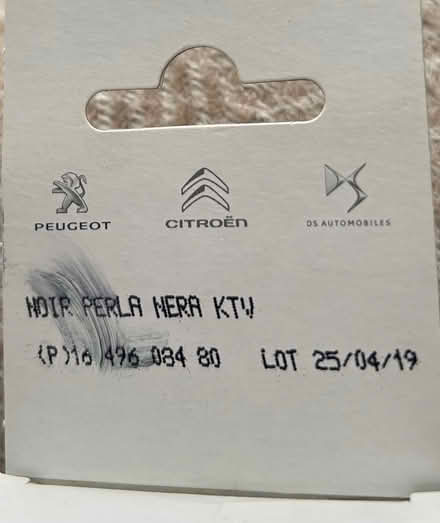 PEUGEOT CITROËN DS AUTOMOBILES
NOIR PERLA NERA KTV
(P)16 496 084 80 LOT 25/04/19